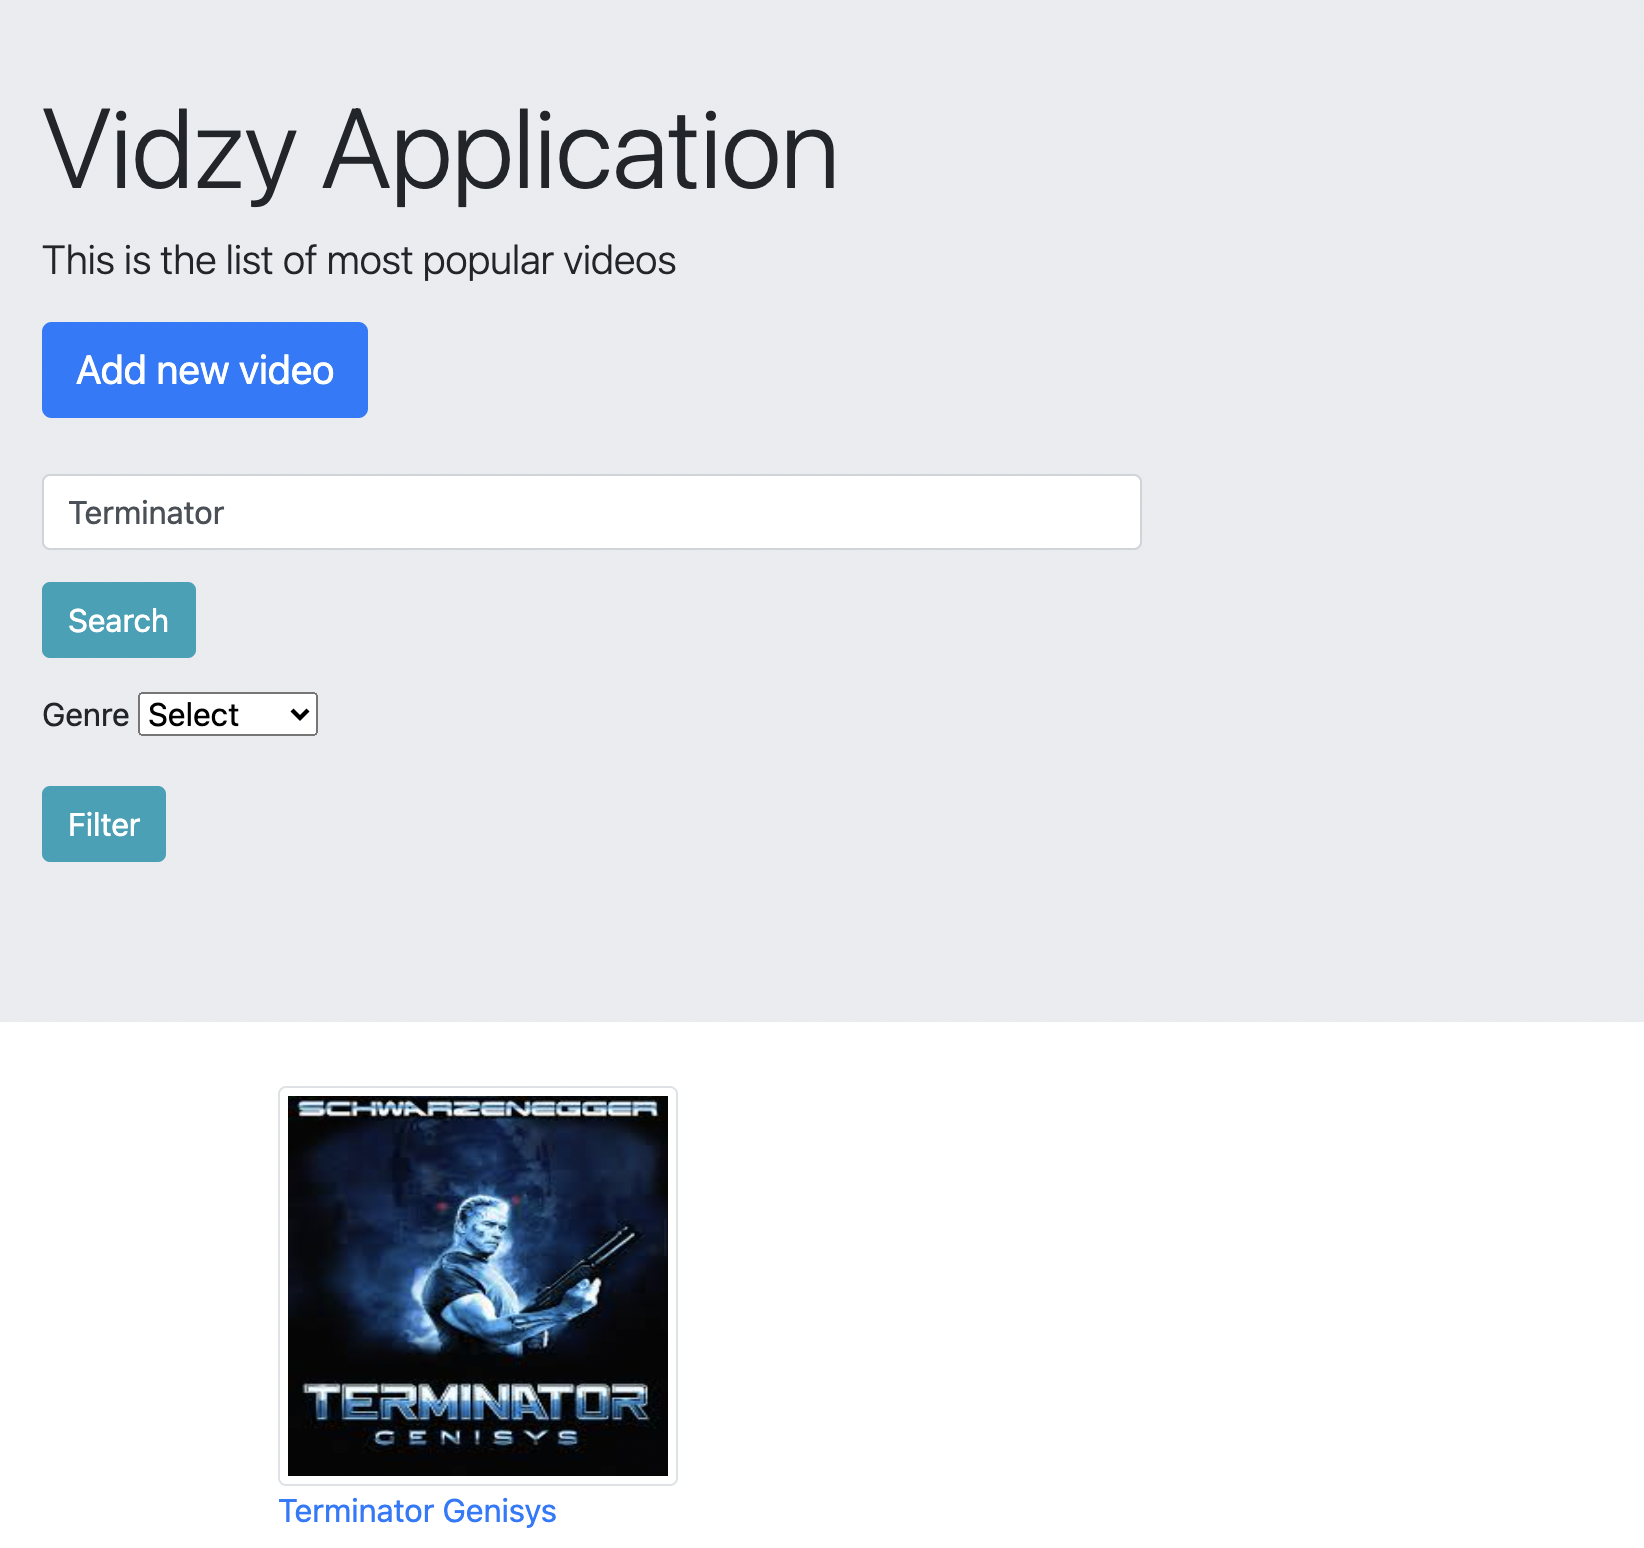 Vidzy Application
This is the list of most popular videos
Add new video
Terminator
Search
Genre Select
Filter
SCHWARZENEGGER
TERMINATOR
GENISYS
Terminator Genisys